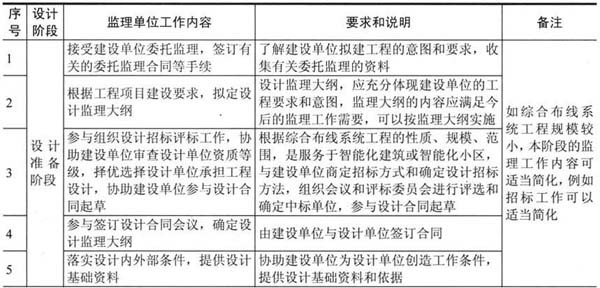 序号
设计阶段
监理单位工作内容
要求和说明
备注
1
设计准备阶段
接受建设单位委托监理，签订有
关的委托监理合同等手续
了解建设单位拟建工程的意图和要求，收
集有关委托监理的资料
如综合布线系
统工程规模较
小，本阶段的监
理工作内容可
适当简化，例如
招标工作可以
适当简化
2
根据工程项目建设要求，拟定设
计监理大纲
设计监理大纲，应充分体现建设单位的工
程要求和意图，监理大纲的内容应满足今
后的监理工作需要，可以按监理大纲实施
3
参与组织设计招标评标工作，协
助建设单位审查设计单位资质等
级，择优选择设计单位承担工程
设计，协助建设单位参与设计合
同起草
根据综合布线系统工程的性质、规模、范
围，是服务于智能化建筑或智能化小区，
与建设单位商定招标方式和确定设计招标
方法，组织会议和评标委员会进行评选和
确定中标单位，参与设计合同起草
4
参与签订设计合同会议，确定设
计监理大纲
由建设单位与设计单位签订合同
5
落实设计内外部条件，提供设计
基础资料
协助建设单位为设计单位创造工作条件，
提供设计基础资料和依据